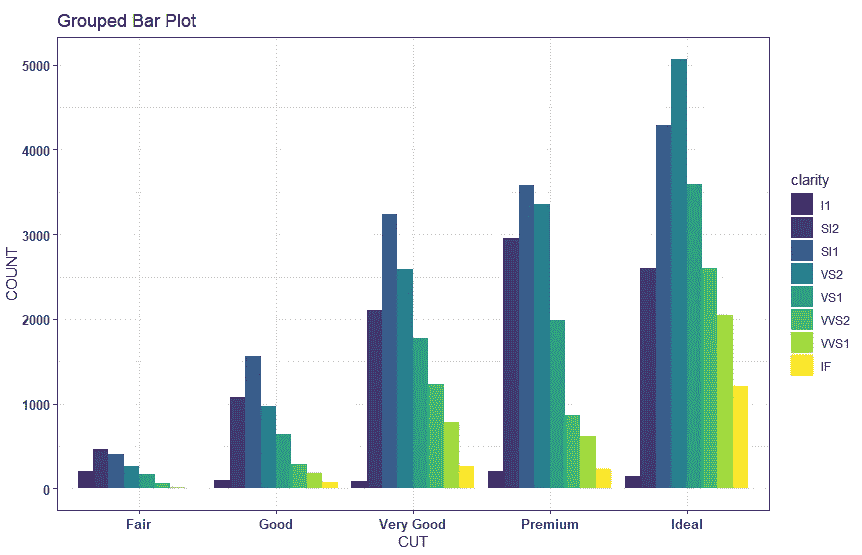 Grouped Bar Plot
5000
4000
3000
2000
1000
0
COUNT
Fair Good Very Good Premium Ideal
CUT
clarity
I1
SI2
SI1
VS2
VS1
VVS2
VVS1
IF